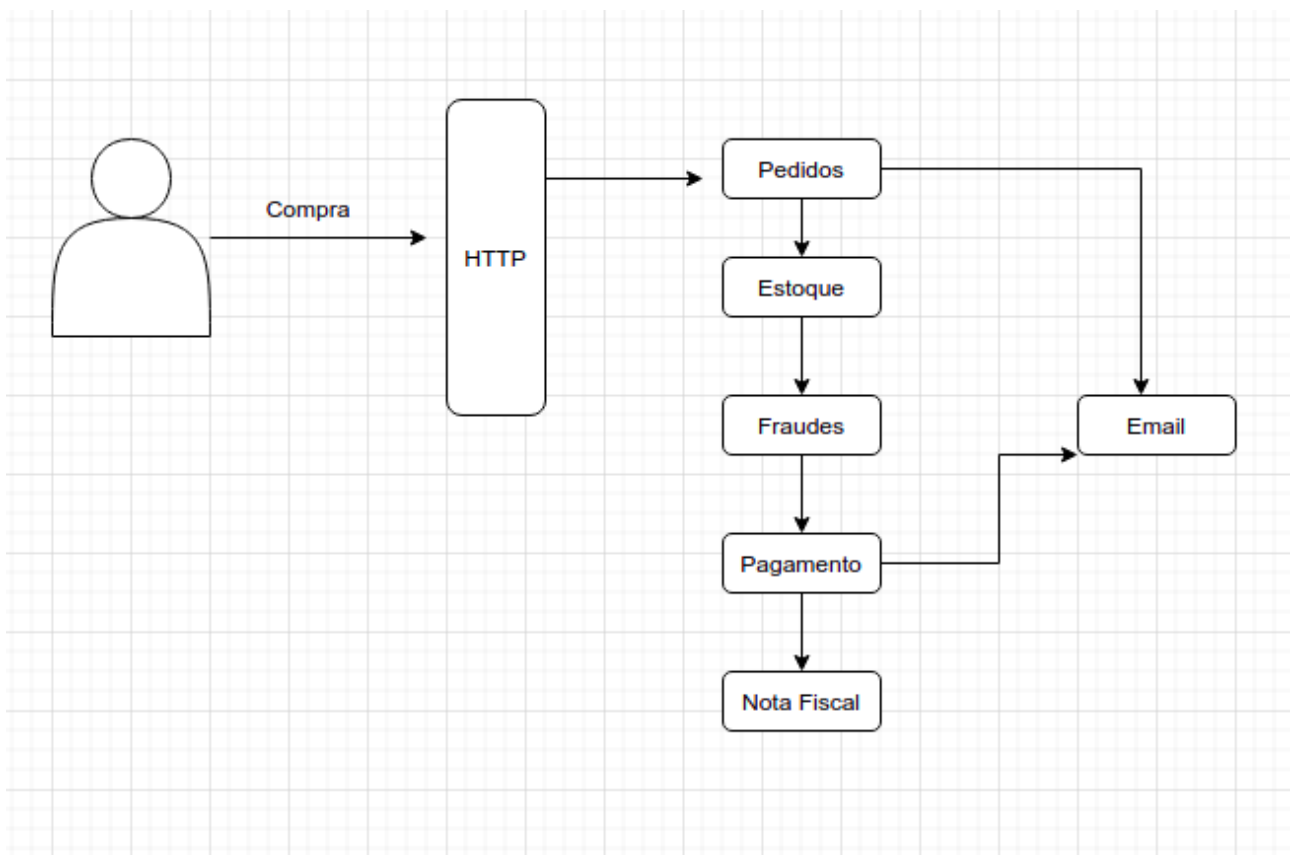 Compra
HTTP
Pedidos
Estoque
Fraudes
Email
Pagamento
Nota Fiscal